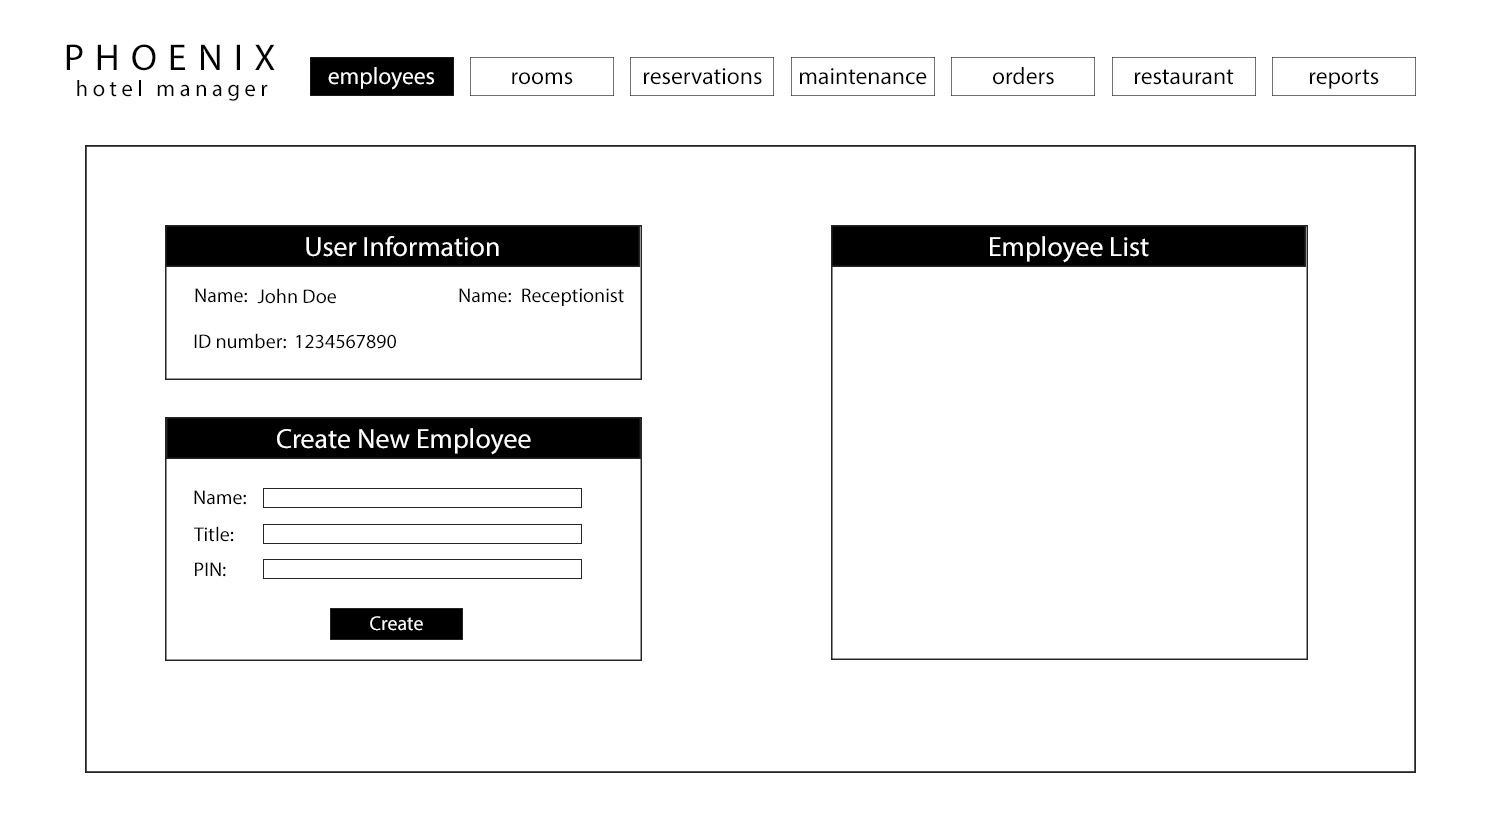 PHOENIX
hotel manager
employees
rooms
reservations
maintenance
orders
restaurant
reports
User Information
Name: John Doe
Name: Receptionist
ID number: 1234567890
Create New Employee
Name:
Title:
PIN:
Create
Employee List